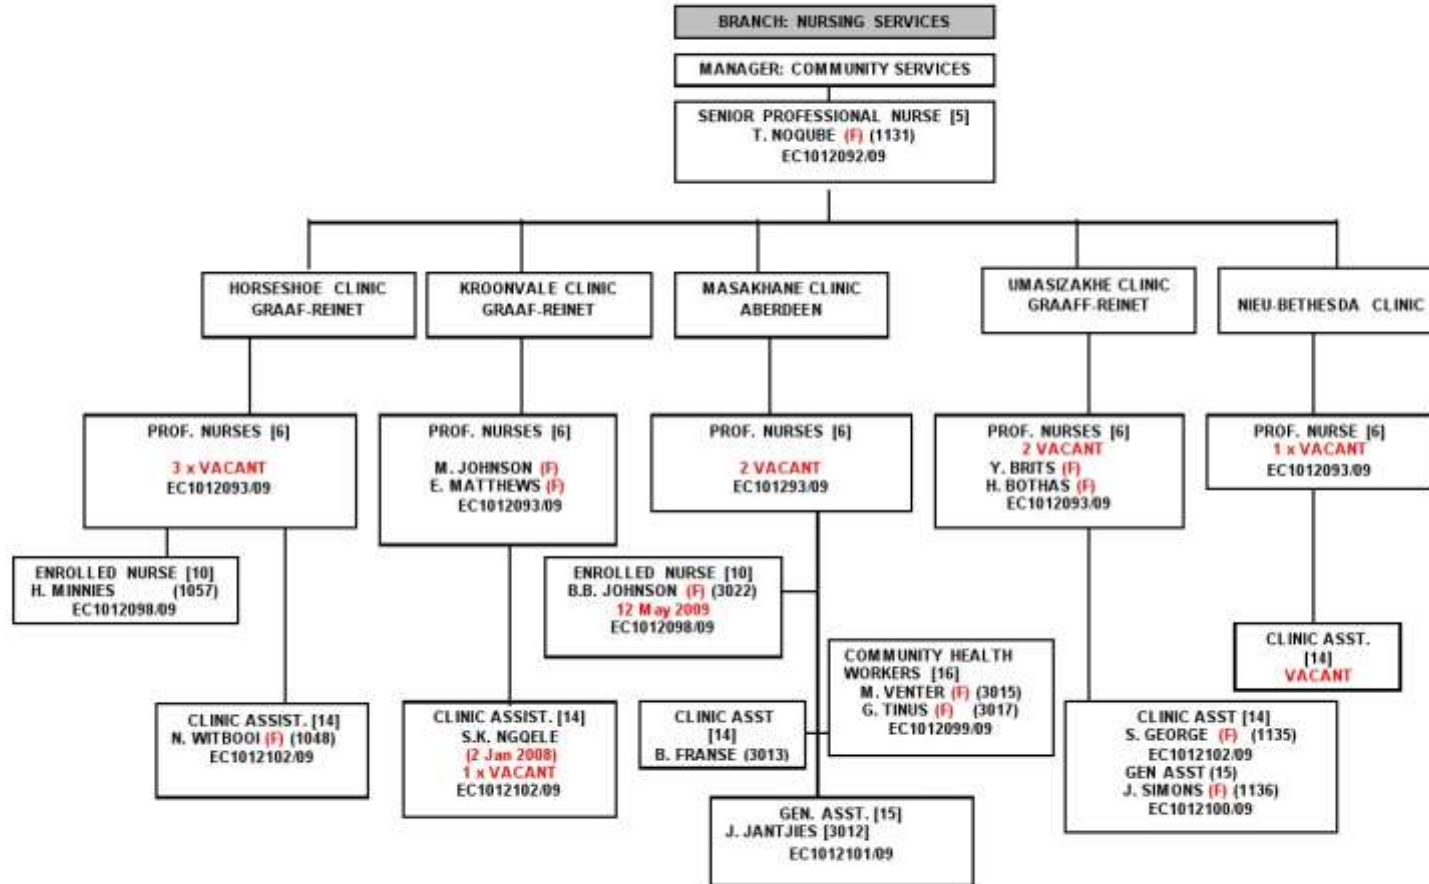 BRANCH: NURSING SERVICES
MANAGER: COMMUNITY SERVICES
SENIOR PROFESSIONAL NURSE [5]
T. NOQUBE (F) (1131)
EC1012092/09
HORSESHOE CLINIC
GRAAF-REINET
KROONVALE CLINIC
GRAAF-REINET
MASAKHANE CLINIC
ABERDEEN
UMASIZAKHE CLINIC
GRAAFF-REINET
NIEU-BETHESDA CLINIC
PROF. NURSES [6]
3 x VACANT
EC1012093/09
PROF. NURSES [6]
M. JOHNSON (F)
E. MATTHEWS (F)
EC1012093/09
PROF. NURSES [6]
2 VACANT
EC101293/09
PROF. NURSES [6]
2 VACANT
Y. BRITS (F)
H. BOTHAS (F)
EC1012093/09
PROF. NURSE [6]
1 x VACANT
EC1012093/09
ENROLLED NURSE [10]
H. MINNIES (1057)
EC1012098/09
ENROLLED NURSE [10]
B.B. JOHNSON (F) (3022)
12 May 2009
EC1012098/09
COMMUNITY HEALTH
WORKERS [16]
M. VENTER (F) (3015)
G. TINUS (F) (3017)
EC1012099/09
CLINIC ASST.
[14]
VACANT
CLINIC ASSIST. [14]
N. WITBOOI (F) (1048)
EC1012102/09
CLINIC ASSIST. [14]
S.K. NGQELE
(2 Jan 2008)
1 x VACANT
EC1012102/09
CLINIC ASST
[14]
B. FRANSE (3013)
CLINIC ASST [14]
S. GEORGE (F) (1135)
EC1012102/09
GEN ASST (15)
J. SIMONS (F) (1136)
EC1012100/09
GEN. ASST. [15]
J. JANTJIES [3012]
EC1012101/09